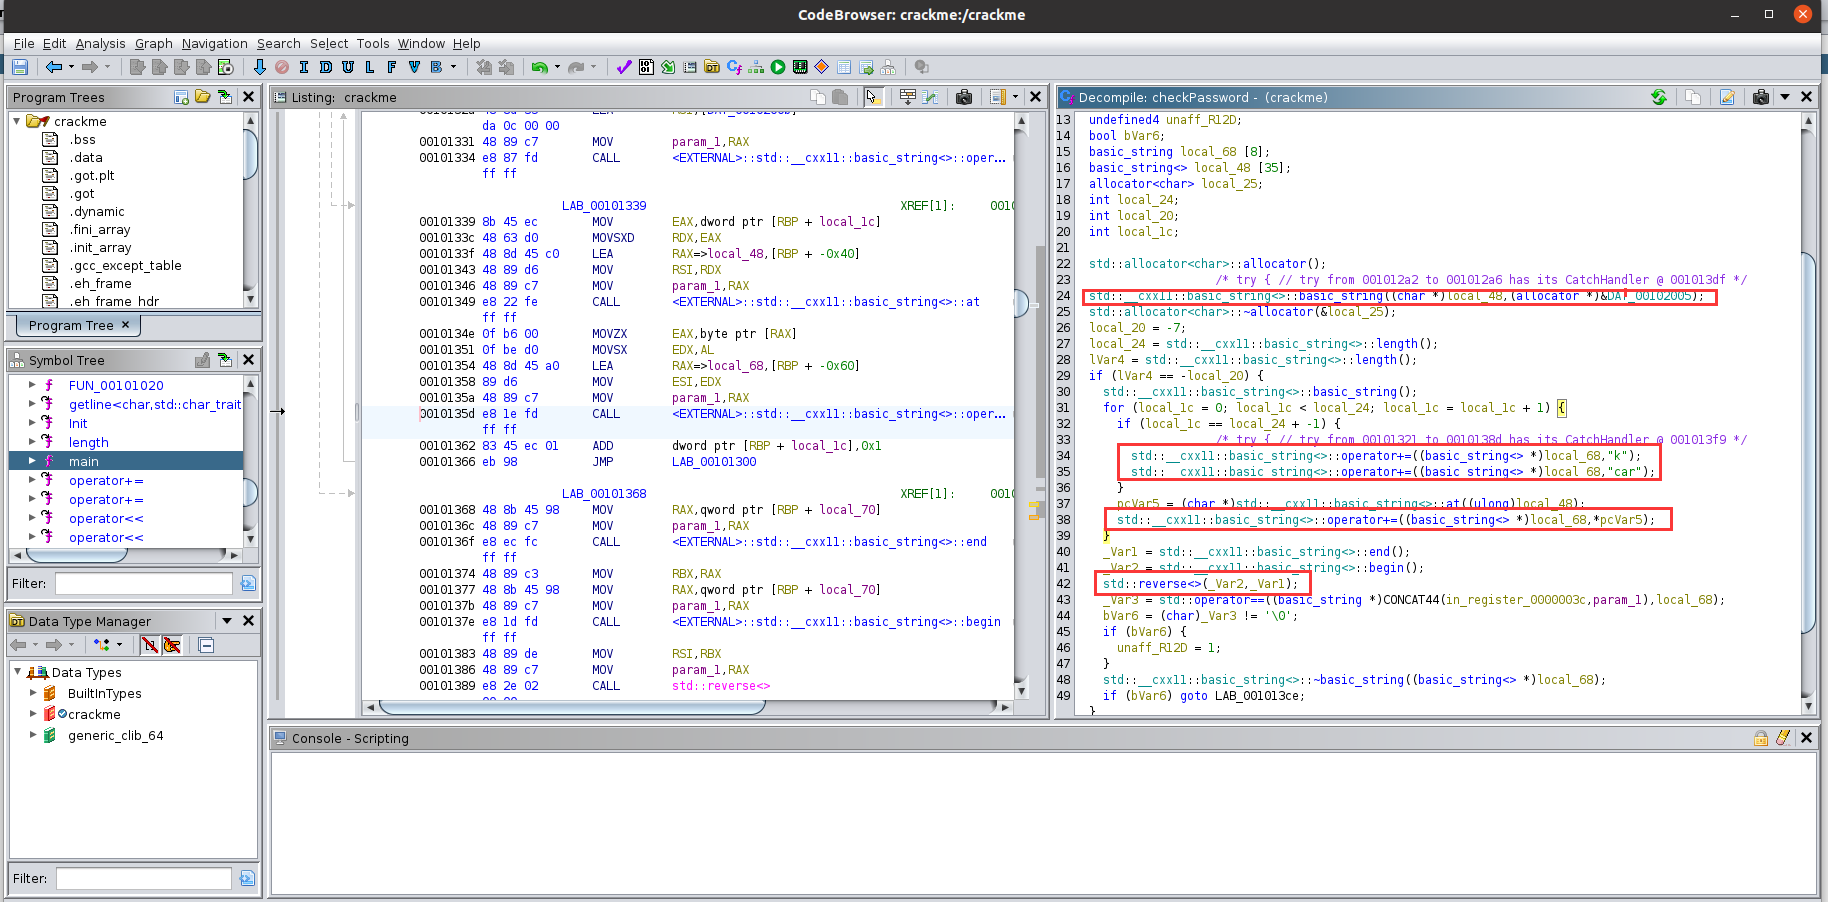 CodeBrowser: crackme:/crackme
File Edit Analysis Graph Navigation Search Select Tools Window Help
I D U L F V B
Program Trees
crackme
.bss
.data
.got.plt
.got
.dynamic
.fini_array
.init_array
.gcc_except_table
.eh_frame
.eh_frame_hdr
Program Tree ×
Symbol Tree
FUN_00101020
getline<char,std::char_trait
Init
length
main
operator+=
operator+=
operator<<
operator<<
Filter:
Data Type Manager
Data Types
BuiltInTypes
crackme
generic_clib_64
Filter:
Listing: crackme
da 0c 00 00
00101331 48 89 c7 MOV param_1,RAX
00101334 e8 87 fd CALL <EXTERNAL>::std::__cxx11::basic_string<>::oper...
ff ff
LAB_00101339 XREF[1]: 0010
00101339 8b 45 ec MOV EAX,dword ptr [RBP + local_1c]
0010133c 48 63 d0 MOVSXD RDX,EAX
0010133f 48 8d 45 c0 LEA RAX=>local_48,[RBP + -0x40]
00101343 48 89 d6 MOV RSI,RDX
00101346 48 89 c7 MOV param_1,RAX
00101349 e8 22 fe CALL <EXTERNAL>::std::__cxx11::basic_string<>::at
ff ff
0010134e 0f b6 00 MOVZX EAX,byte ptr [RAX]
00101351 0f be d0 MOVSX EDX,AL
00101354 48 8d 45 a0 LEA RAX=>local_68,[RBP + -0x60]
00101358 89 d6 MOV ESI,EDX
0010135a 48 89 c7 MOV param_1,RAX
0010135d e8 1e fd CALL <EXTERNAL>::std::__cxx11::basic_string<>::oper...
ff ff
00101362 83 45 ec 01 ADD dword ptr [RBP + local_1c],0x1
00101366 eb 98 JMP LAB_00101300
LAB_00101368 XREF[1]: 0010
00101368 48 8b 45 98 MOV RAX,qword ptr [RBP + local_70]
0010136c 48 89 c7 MOV param_1,RAX
0010136f e8 ec fc CALL <EXTERNAL>::std::__cxx11::basic_string<>::end
ff ff
00101374 48 89 c3 MOV RBX,RAX
00101377 48 8b 45 98 MOV RAX,qword ptr [RBP + local_70]
0010137b 48 89 c7 MOV param_1,RAX
0010137e e8 1d fd CALL <EXTERNAL>::std::__cxx11::basic_string<>::begin
ff ff
00101383 48 89 de MOV RSI,RBX
00101386 48 89 c7 MOV param_1,RAX
00101389 e8 2e 02 CALL std::reverse<>
Decompile: checkPassword - (crackme)
13 undefined4 unaff_R12D;
14 bool bVar6;
15 basic_string local_68 [8];
16 basic_string<> local_48 [35];
17 allocator<char> local_25;
18 int local_24;
19 int local_20;
20 int local_1c;
21
22 std::allocator<char>::allocator();
23 /* try { // try from 001012a2 to 001012a6 has its CatchHandler @ 001013df */
24 std::__cxx11::basic_string<>::basic_string((char *)local_48,(allocator *)&DAT_00102005);
25 std::allocator<char>::~allocator(&local_25);
26 local_20 = -7;
27 local_24 = std::__cxx11::basic_string<>::length();
28 lVar4 = std::__cxx11::basic_string<>::length();
29 if (lVar4 == -local_20) {
30 std::__cxx11::basic_string<>::basic_string();
31 for (local_1c = 0; local_1c < local_24; local_1c = local_1c + 1) {
32 if (local_1c == local_24 + -1) {
33 /* try { // try from 00101321 to 0010138d has its CatchHandler @ 001013f9 */
34 std::__cxx11::basic_string<>::operator+=((basic_string<> *)local_68,"k");
35 std::__cxx11::basic_string<>::operator+=((basic_string<> *)local_68,"car");
36 }
37 pcVar5 = (char *)std::__cxx11::basic_string<>::at((ulong)local_48);
38 std::__cxx11::basic_string<>::operator+=((basic_string<> *)local_68,*pcVar5);
39 }
40 _Var1 = std::__cxx11::basic_string<>::end();
41 _Var2 = std::__cxx11::basic_string<>::begin();
42 std::reverse<>(_Var2,_Var1);
43 _Var3 = std::operator==((basic_string *)CONCAT44(in_register_0000003c,param_1),local_68);
44 bVar6 = (char)_Var3 != '\0';
45 if (bVar6) {
46 unaff_R12D = 1;
47 }
48 std::__cxx11::basic_string<>::~basic_string((basic_string<> *)local_68);
49 if (bVar6) goto LAB_001013ce;
}
Console - Scripting